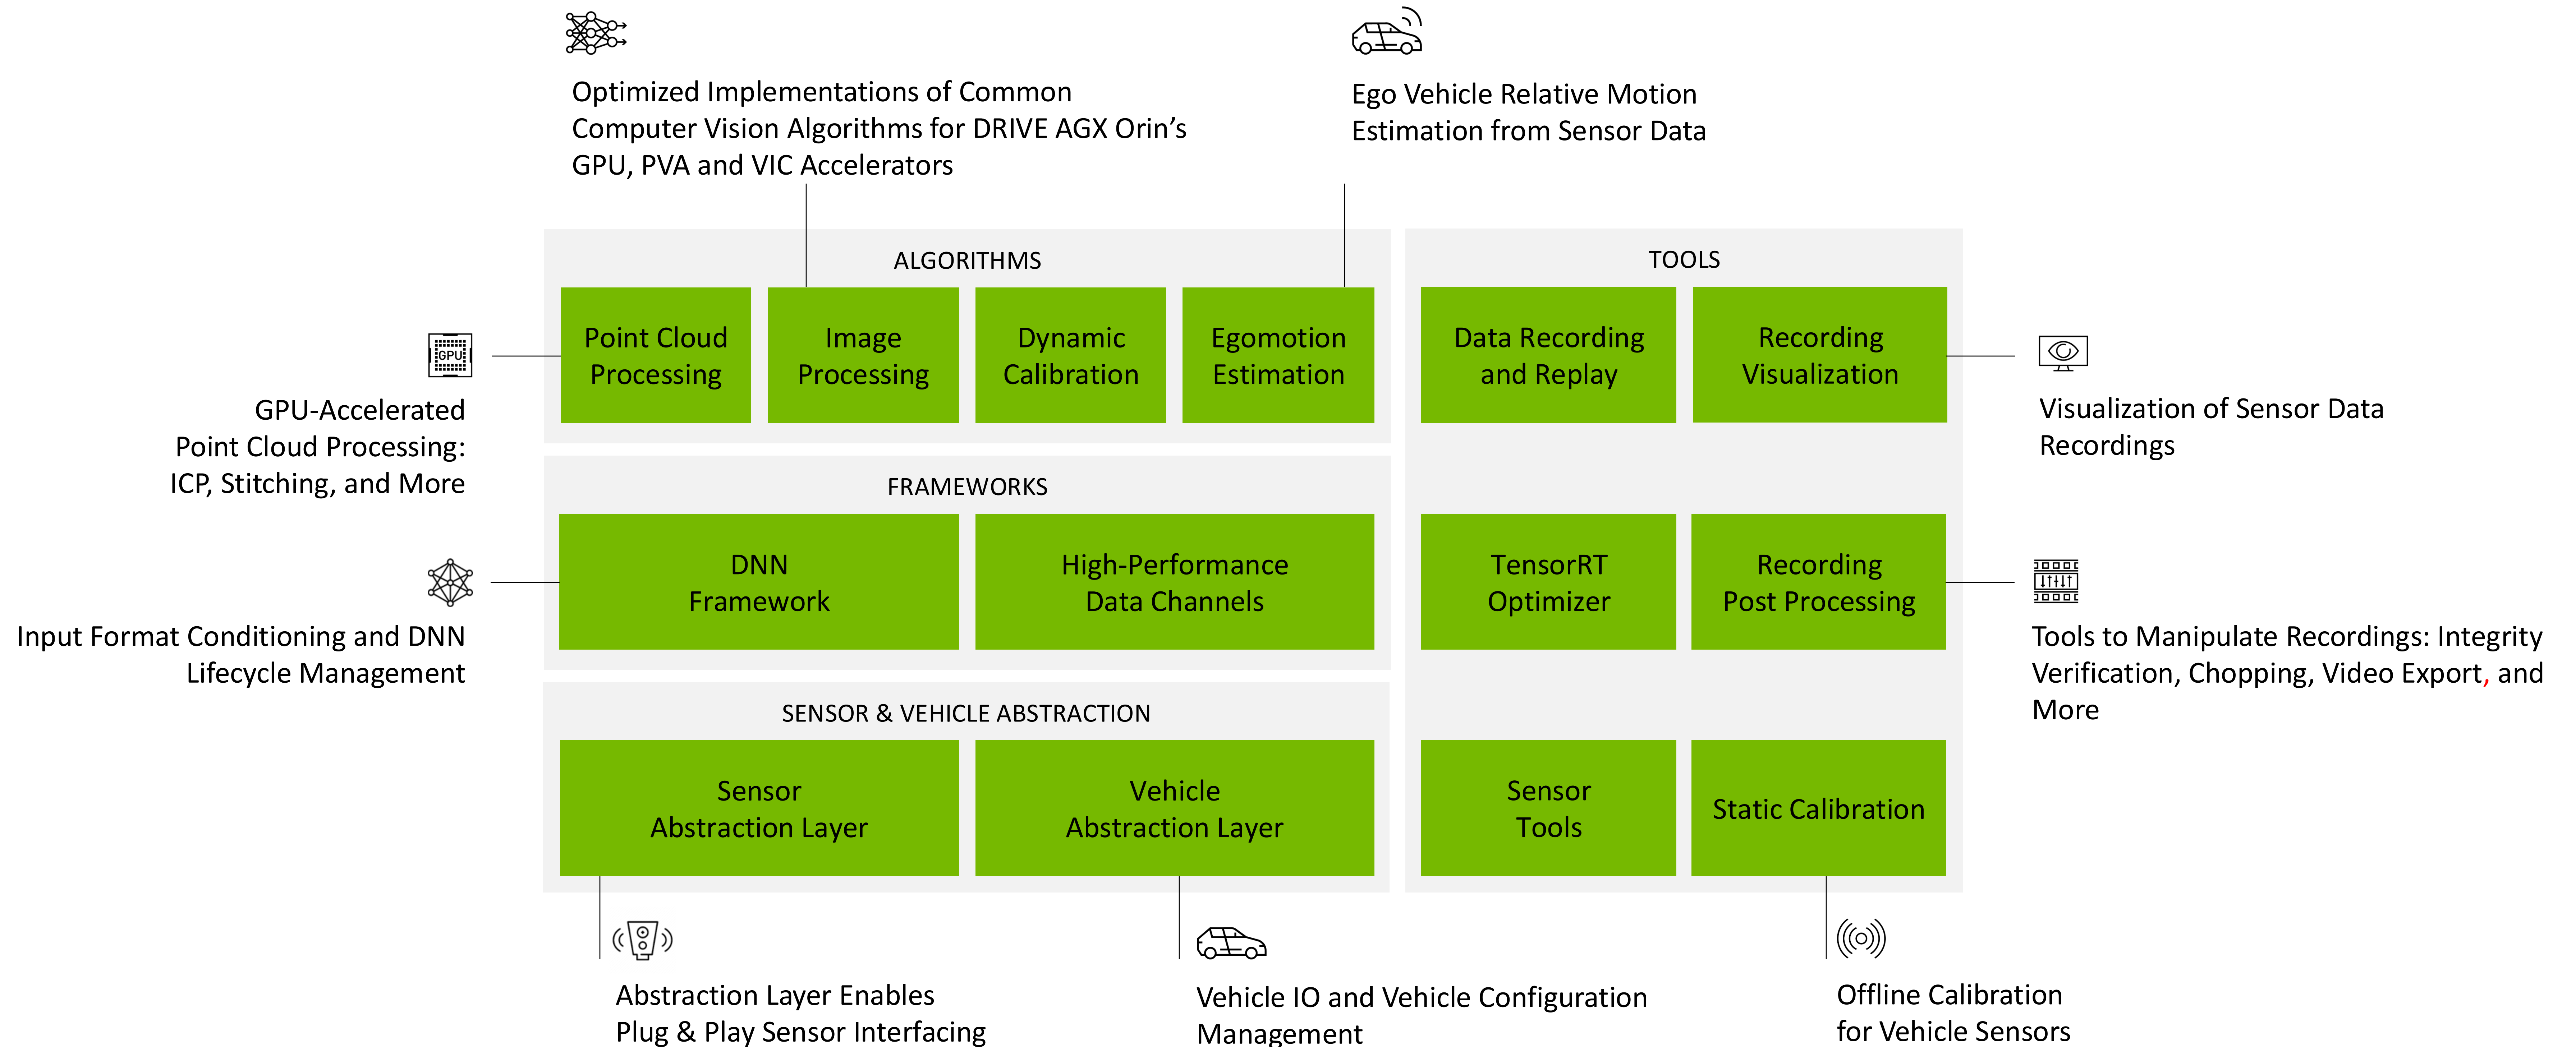 Optimized Implementations of Common
Computer Vision Algorithms for DRIVE AGX Orin’s
GPU, PVA and VIC Accelerators
Ego Vehicle Relative Motion
Estimation from Sensor Data
ALGORITHMS
Point Cloud
Processing
Image
Processing
Dynamic
Calibration
Egomotion
Estimation
TOOLS
Data Recording
and Replay
Recording
Visualization
GPU
GPU-Accelerated
Point Cloud Processing:
ICP, Stitching, and More
Visualization of Sensor Data
Recordings
FRAMEWORKS
DNN
Framework
High-Performance
Data Channels
TensorRT
Optimizer
Recording
Post Processing
Input Format Conditioning and DNN
Lifecycle Management
Tools to Manipulate Recordings: Integrity
Verification, Chopping, Video Export, and
More
SENSOR & VEHICLE ABSTRACTION
Sensor
Abstraction Layer
Vehicle
Abstraction Layer
Sensor
Tools
Static Calibration
Abstraction Layer Enables
Plug & Play Sensor Interfacing
Vehicle IO and Vehicle Configuration
Management
Offline Calibration
for Vehicle Sensors